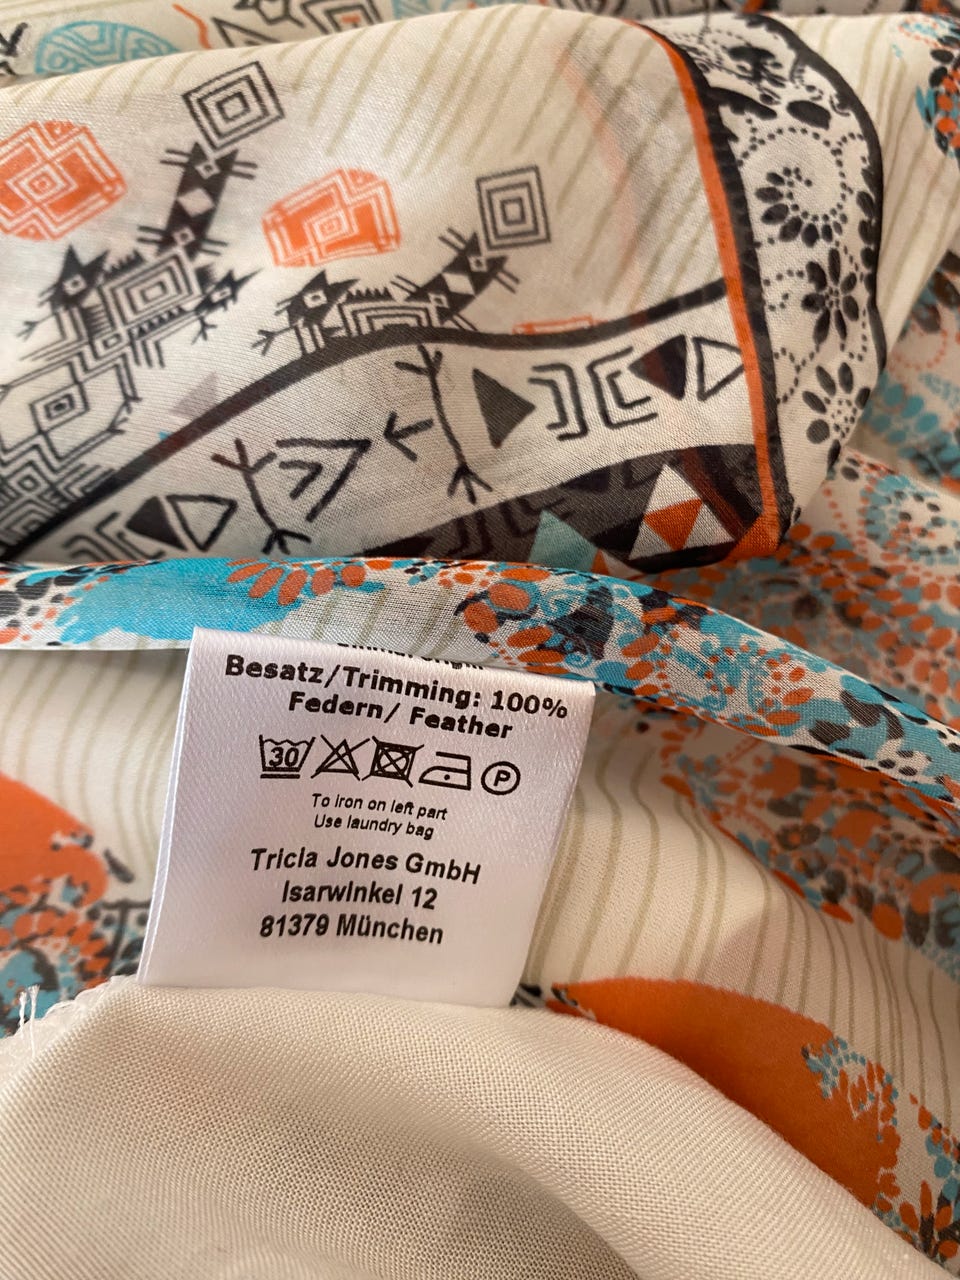 Besatz/Trimming: 100%
Federn/ Feather
30 P
To iron on left part
Use laundry bag
Tricia Jones GmbH
Isarwinkel 12
81379 München